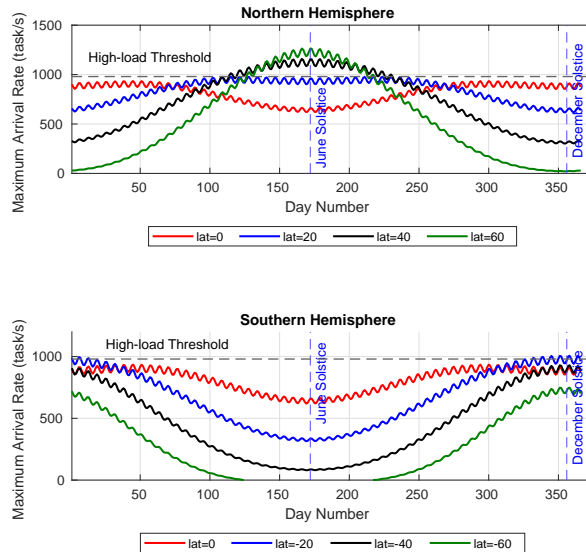 Northern Hemisphere
Maximum Arrival Rate (task/s)
1500
1000
500
0
High-load Threshold
June Solstice
December Solstice
50 100 150 200 250 300 350
Day Number
lat=0 lat=20 lat=40 lat=60
Southern Hemisphere
Maximum Arrival Rate (task/s)
1000
500
0
High-load Threshold
June Solstice
December Solstice
50 100 150 200 250 300 350
Day Number
lat=0 lat=-20 lat=-40 lat=-60